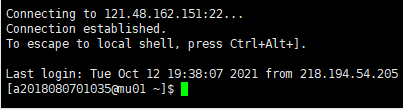 Connecting to 121.48.162.151:22...
Connection established.
To escape to local shell, press Ctrl+Alt+].
Last login: Tue Oct 12 19:38:07 2021 from 218.194.54.205
[a2018080701035@mu01 ~]$